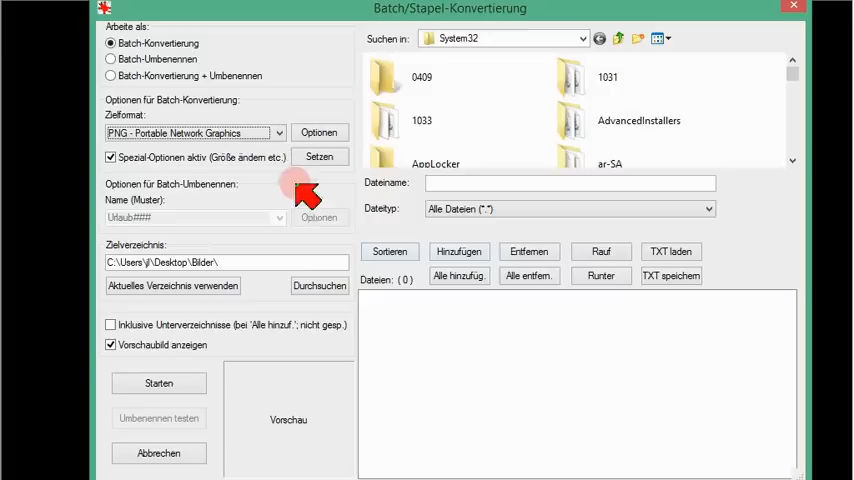 Batch/Stapel-Konvertierung
Arbeite als:
Batch-Konvertierung
Batch-Umbenennen
Batch-Konvertierung + Umbenennen
Optionen für Batch-Konvertierung:
Zielformat:
PNG - Portable Network Graphics
Optionen
Spezial-Optionen aktiv (Größe ändern etc.)
Setzen
Optionen für Batch-Umbenennen:
Name (Muster):
Urlaub###
Optionen
Zielverzeichnis:
C:\Users\jl\Desktop\Bilder\
Aktuelles Verzeichnis verwenden
Durchsuchen
Inklusive Unterverzeichnisse (bei 'Alle hinzuf.'; nicht gesp.)
Vorschaubild anzeigen
Starten
Umbenennen testen
Abbrechen
Vorschau
Suchen in:
System32
0409
1031
1033
AdvancedInstallers
AppLocker
ar-SA
Dateiname:
Dateityp:
Alle Dateien (*.*)
Sortieren
Hinzufügen
Entfernen
Rauf
TXT laden
Dateien: ( 0 )
Alle hinzufüg.
Alle entfern.
Runter
TXT speichern